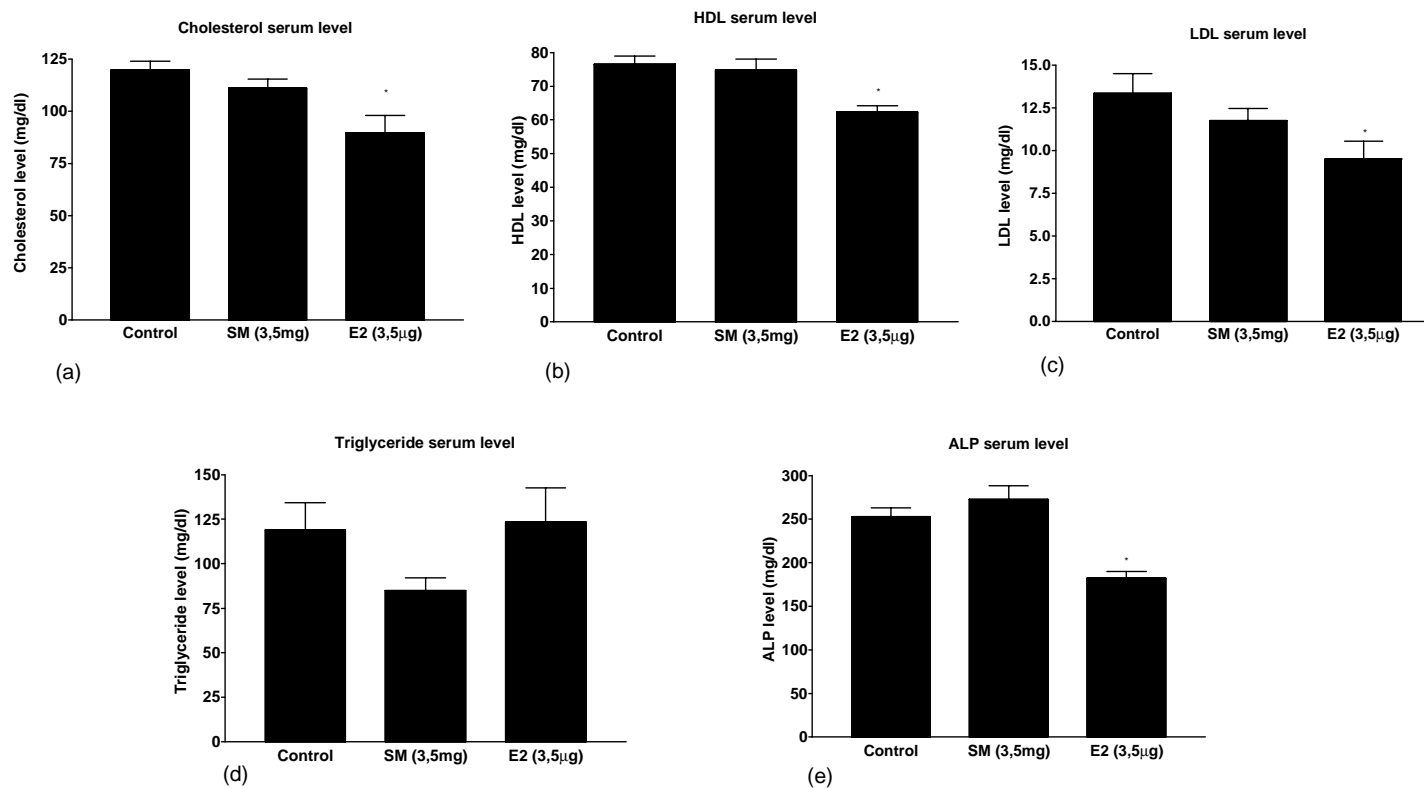 Cholesterol serum level
125
100
75
50
25
0
Cholesterol level (mg/dl)
*
Control SM (3,5mg) E2 (3,5μg)
(a)
HDL serum level
80
70
60
50
40
30
20
10
0
HDL level (mg/dl)
*
Control SM (3,5mg) E2 (3,5μg)
(b)
LDL serum level
15.0
12.5
10.0
7.5
5.0
2.5
0.0
LDL level (mg/dl)
*
Control SM (3,5mg) E2 (3,5μg)
(c)
Triglyceride serum level
150
125
100
75
50
25
0
Triglyceride level (mg/dl)
Control SM (3,5mg) E2 (3,5μg)
(d)
ALP serum level
300
250
200
150
100
50
0
ALP level (mg/dl)
*
Control SM (3,5mg) E2 (3,5μg)
(e)